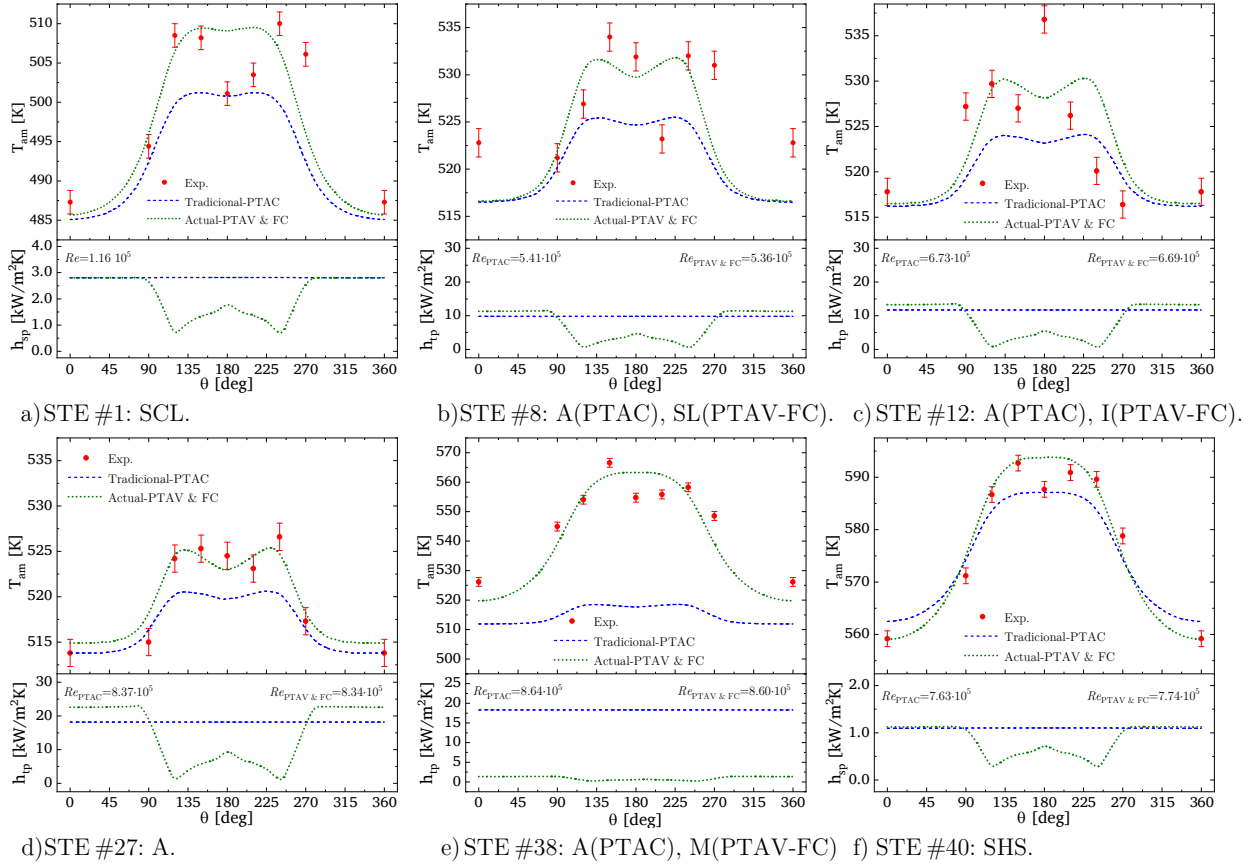 510
505
500
495
490
485
T_am [K]
Exp.
Tradicional-PTAC
Actual-PTAV & FC
4.0
3.0
2.0
1.0
0.0
h_sp [kW/m²K]
Re=1.16 10⁵
0 45 90 135 180 225 270 315 360
θ [deg]
a) STE #1: SCL.
535
530
525
520
515
T_am [K]
Exp.
Tradicional-PTAC
Actual-PTAV & FC
30
20
10
0
h_tp [kW/m²K]
Re_PTAC=5.41·10⁵ Re_PTAV & FC=5.36·10⁵
0 45 90 135 180 225 270 315 360
θ [deg]
b) STE #8: A(PTAC), SL(PTAV-FC).
535
530
525
520
515
T_am [K]
Exp.
Tradicional-PTAC
Actual-PTAV & FC
30
20
10
0
h_tp [kW/m²K]
Re_PTAC=6.73·10⁵ Re_PTAV & FC=6.69·10⁵
0 45 90 135 180 225 270 315 360
θ [deg]
c) STE #12: A(PTAC), I(PTAV-FC).
535
530
525
520
515
T_am [K]
Exp.
Tradicional-PTAC
Actual-PTAV & FC
30
20
10
0
h_tp [kW/m²K]
Re_PTAC=8.37·10⁵ Re_PTAV & FC=8.34·10⁵
0 45 90 135 180 225 270 315 360
θ [deg]
d) STE #27: A.
570
560
550
540
530
520
510
500
T_am [K]
Exp.
Tradicional-PTAC
Actual-PTAV & FC
25
20
15
10
5
0
h_tp [kW/m²K]
Re_PTAC=8.64·10⁵ Re_PTAV & FC=8.60·10⁵
0 45 90 135 180 225 270 315 360
θ [deg]
e) STE #38: A(PTAC), M(PTAV-FC)
590
580
570
560
T_am [K]
Exp.
Tradicional-PTAC
Actual-PTAV & FC
2.0
1.0
0.0
h_sp [kW/m²K]
Re_PTAC=7.63·10⁵ Re_PTAV & FC=7.74·10⁵
0 45 90 135 180 225 270 315 360
θ [deg]
f) STE #40: SHS.